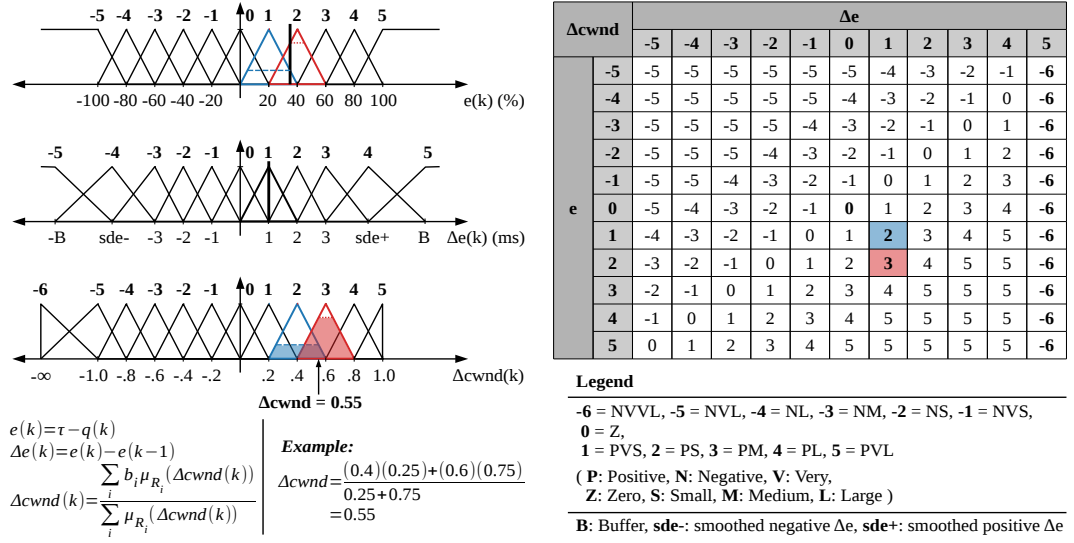 -5 -4 -3 -2 -1 0 1 2 3 4 5
-100 -80 -60 -40 -20 20 40 60 80 100 e(k) (%)
-5 -4 -3 -2 -1 0 1 2 3 4 5
-B sde- -3 -2 -1 1 2 3 sde+ B Δe(k) (ms)
-6 -5 -4 -3 -2 -1 0 1 2 3 4 5
-∞ -1.0 -.8 -.6 -.4 -.2 .2 .4 .6 .8 1.0 Δcwnd(k)
Δcwnd = 0.55
e(k)=τ−q(k)
Δe(k)=e(k)−e(k−1)
Δcwnd(k)=∑i bi μRi(Δcwnd(k)) / ∑i μRi(Δcwnd(k))
Example:
Δcwnd=(0.4)(0.25)+(0.6)(0.75) / 0.25+0.75
=0.55
Δcwnd Δe
-5 -4 -3 -2 -1 0 1 2 3 4 5
e
-5 -5 -5 -5 -5 -5 -5 -4 -3 -2 -1 -6
-4 -5 -5 -5 -5 -5 -4 -3 -2 -1 0 -6
-3 -5 -5 -5 -5 -4 -3 -2 -1 0 1 -6
-2 -5 -5 -5 -4 -3 -2 -1 0 1 2 -6
-1 -5 -5 -4 -3 -2 -1 0 1 2 3 -6
0 -5 -4 -3 -2 -1 0 1 2 3 4 -6
1 -4 -3 -2 -1 0 1 2 3 4 5 -6
2 -3 -2 -1 0 1 2 3 4 5 5 -6
3 -2 -1 0 1 2 3 4 5 5 5 -6
4 -1 0 1 2 3 4 5 5 5 5 -6
5 0 1 2 3 4 5 5 5 5 5 -6
Legend
-6 = NVVL, -5 = NVL, -4 = NL, -3 = NM, -2 = NS, -1 = NVS,
0 = Z,
1 = PVS, 2 = PS, 3 = PM, 4 = PL, 5 = PVL
( P: Positive, N: Negative, V: Very,
Z: Zero, S: Small, M: Medium, L: Large )
B: Buffer, sde-: smoothed negative Δe, sde+: smoothed positive Δe